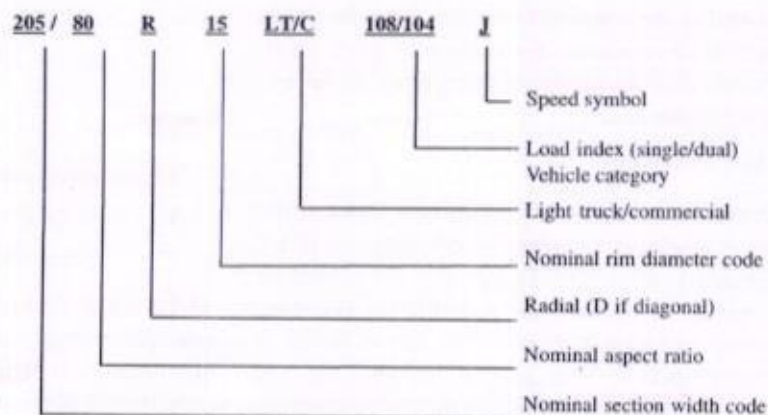 205 / 80 R 15 LT/C 108/104 J
Speed symbol
Load index (single/dual)
Vehicle category
Light truck/commercial
Nominal rim diameter code
Radial (D if diagonal)
Nominal aspect ratio
Nominal section width code